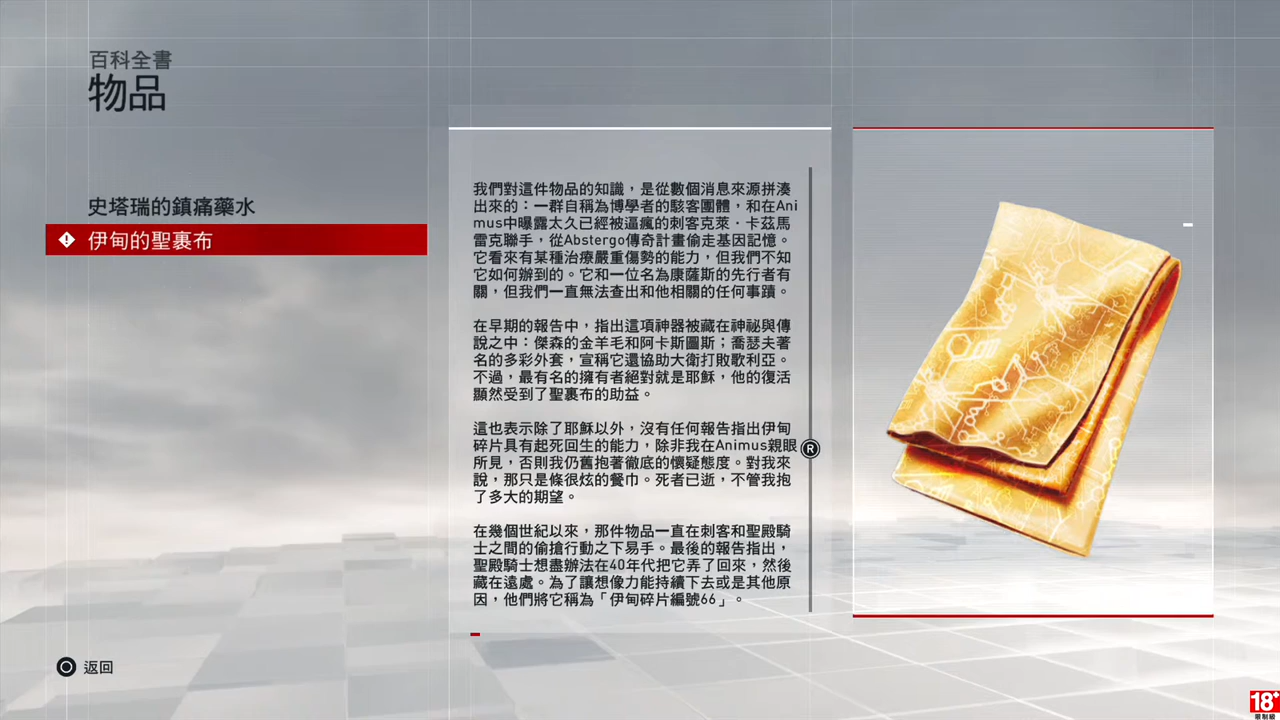 百科全書
物品
史塔瑞的鎮痛藥水
伊甸的聖裹布
我們對這件物品的知識，是從數個消息來源拼湊
出來的：一群自稱為博學者的駭客團體，和在Ani
mus中曝露太久已經被逼瘋的刺客克萊．卡茲馬
雷克聯手，從Abstergo傳奇計畫偷走基因記憶。
它看來有某種治療嚴重傷勢的能力，但我們不知
它如何辦到的。它和一位名為康薩斯的先行者有
關，但我們一直無法查出和他相關的任何事蹟。
在早期的報告中，指出這項神器被藏在神祕與傳
說之中：傑森的金羊毛和阿卡斯圖斯；喬瑟夫著
名的多彩外套，宣稱它還協助大衛打敗歌利亞。
不過，最有名的擁有者絕對就是耶穌，他的復活
顯然受到了聖裹布的助益。
這也表示除了耶穌以外，沒有任何報告指出伊甸
碎片具有起死回生的能力，除非我在Animus親眼
所見，否則我仍舊抱著徹底的懷疑態度。對我來
說，那只是條很炫的餐巾。死者已逝，不管我抱
了多大的期望。
在幾個世紀以來，那件物品一直在刺客和聖殿騎
士之間的偷搶行動之下易手。最後的報告指出，
聖殿騎士想盡辦法在40年代把它弄了回來，然後
藏在遠處。為了讓想像力能持續下去或是其他原
因，他們將它稱為「伊甸碎片編號66」。
R
返回
18+
限制級